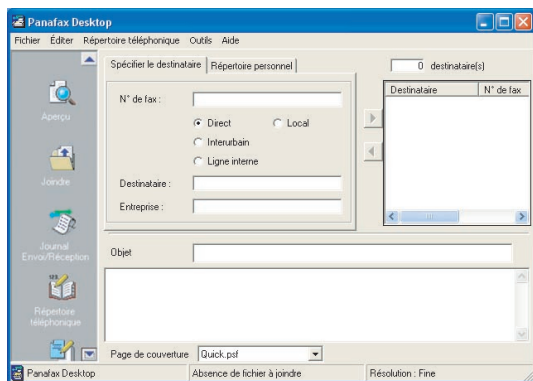 Panafax Desktop
Fichier Éditer Répertoire téléphonique Outils Aide
Spécifier le destinataire Répertoire personnel
0 destinataire(s)
N° de fax :
Direct Local
Interurbain
Ligne interne
Destinataire :
Entreprise :
Destinataire N° de fax
Aperçu
Joindre
Journal
Envoi/Réception
Répertoire
téléphonique
Objet
Page de couverture Quick.psf
Panafax Desktop Absence de fichier à joindre Résolution : Fine